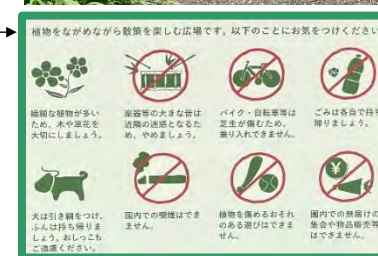 植物をながめながら散策を楽しむ広場です。以下のことにお気をつけください
繊細な植物が多い
ため、木や草花を
大切にしましょう。
楽器等の大きな音は
近隣の迷惑となるた
め、やめましょう。
バイク・自転車等は
芝生が傷むため、
乗り入れできません。
ごみは各自で持ち
帰りましょう。
犬は引き綱をつけ、
ふんは持ち帰りま
しょう。おしっこも
ご遠慮ください。
園内での喫煙はでき
ません。
植物を傷めるおそれ
のある遊びはできま
せん。
園内での無届けの
集会や物品販売等
はできません。